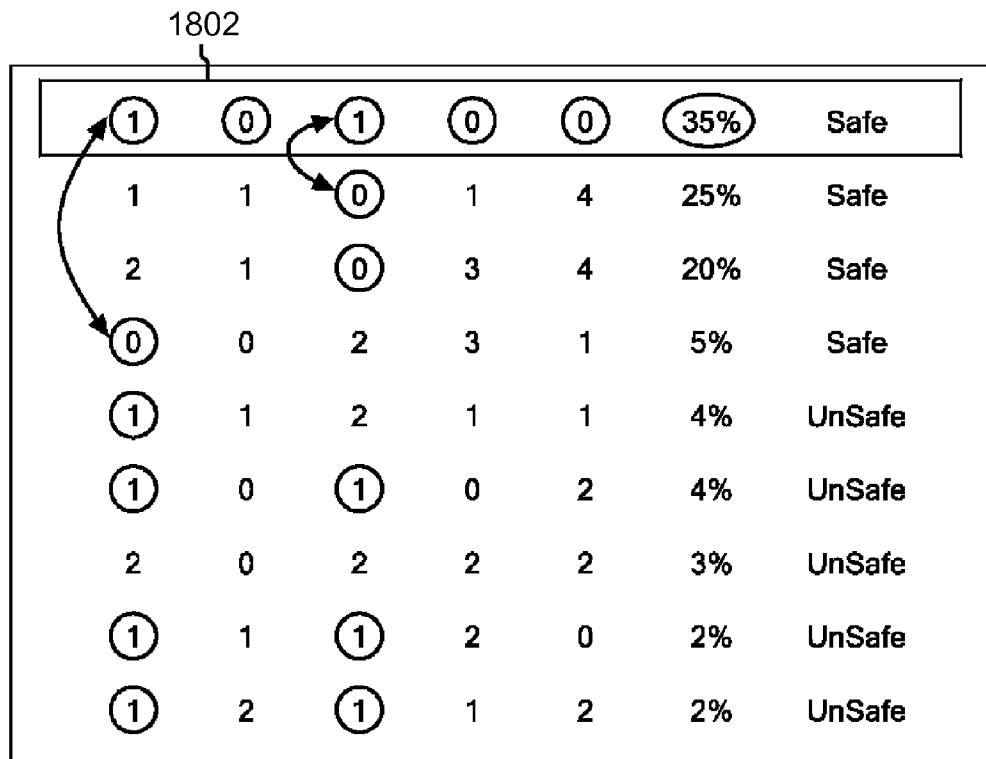 1802
1 0 1 0 0 35% Safe
1 1 0 1 4 25% Safe
2 1 0 3 4 20% Safe
0 0 2 3 1 5% Safe
1 1 2 1 1 4% UnSafe
1 0 1 0 2 4% UnSafe
2 0 2 2 2 3% UnSafe
1 1 1 2 0 2% UnSafe
1 2 1 1 2 2% UnSafe